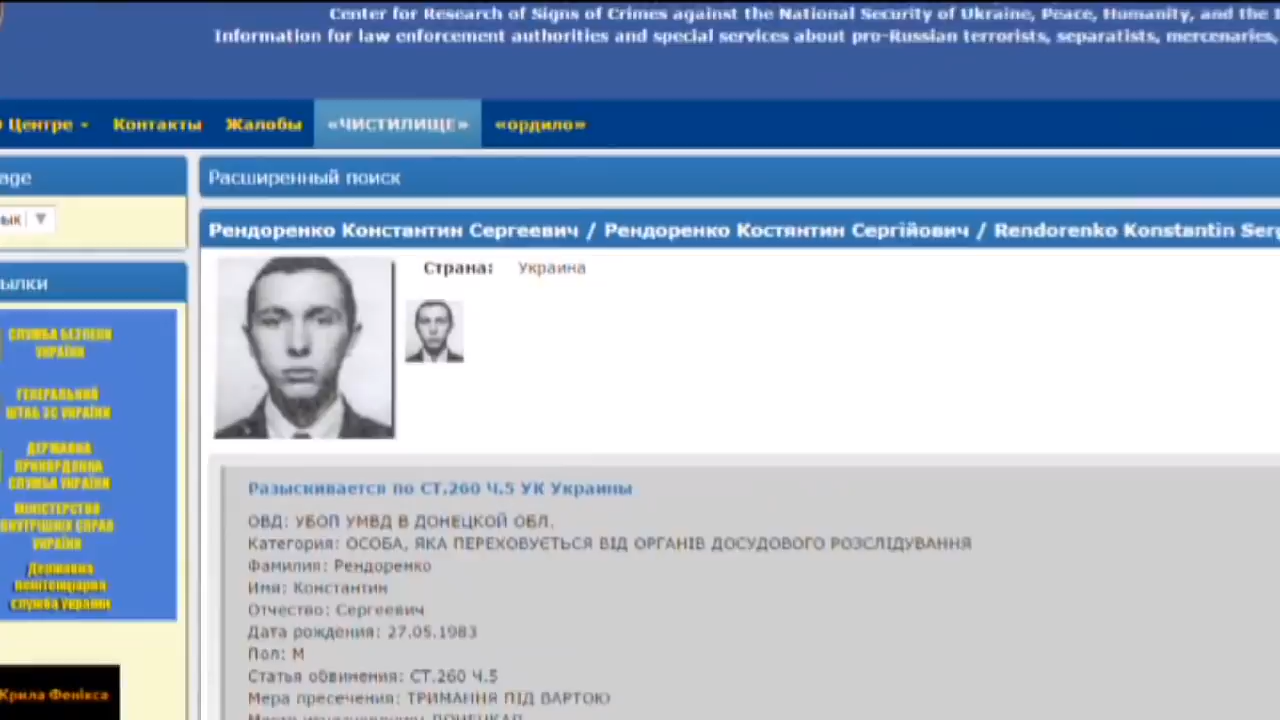 Center for Research of Signs of Crimes against the National Security of Ukraine, Peace, Humanity, and the
Information for law enforcement authorities and special services about pro-Russian terrorists, separatists, mercenaries,
Центре
Контакты
Жалобы
«ЧИСТИЛИЩЕ»
«ордило»
age
Расширенный поиск
ык
Рендоренко Константин Сергеевич / Рендоренко Костянтин Сергійович / Rendorenko Konstantin Serg
Страна: Украина
ылки
СЛУЖБА БЕЗПЕКИ
УКРАЇНИ
ГЕНЕРАЛЬНИЙ
ШТАБ ЗС УКРАЇНИ
ДЕРЖАВНА
ПРИКОРДОННА
СЛУЖБА УКРАЇНИ
МІНІСТЕРСТВО
ВНУТРІШНІХ СПРАВ
УКРАЇНИ
Державна
пенітенціарна
служба України
Крила Фенікса
Разыскивается по СТ.260 Ч.5 УК Украины
ОВД: УБОП УМВД В ДОНЕЦКОЙ ОБЛ.
Категория: ОСОБА, ЯКА ПЕРЕХОВУЄТЬСЯ ВІД ОРГАНІВ ДОСУДОВОГО РОЗСЛІДУВАННЯ
Фамилия: Рендоренко
Имя: Константин
Отчество: Сергеевич
Дата рождения: 27.05.1983
Пол: М
Статья обвинения: СТ.260 Ч.5
Мера пресечения: ТРИМАННЯ ПІД ВАРТОЮ